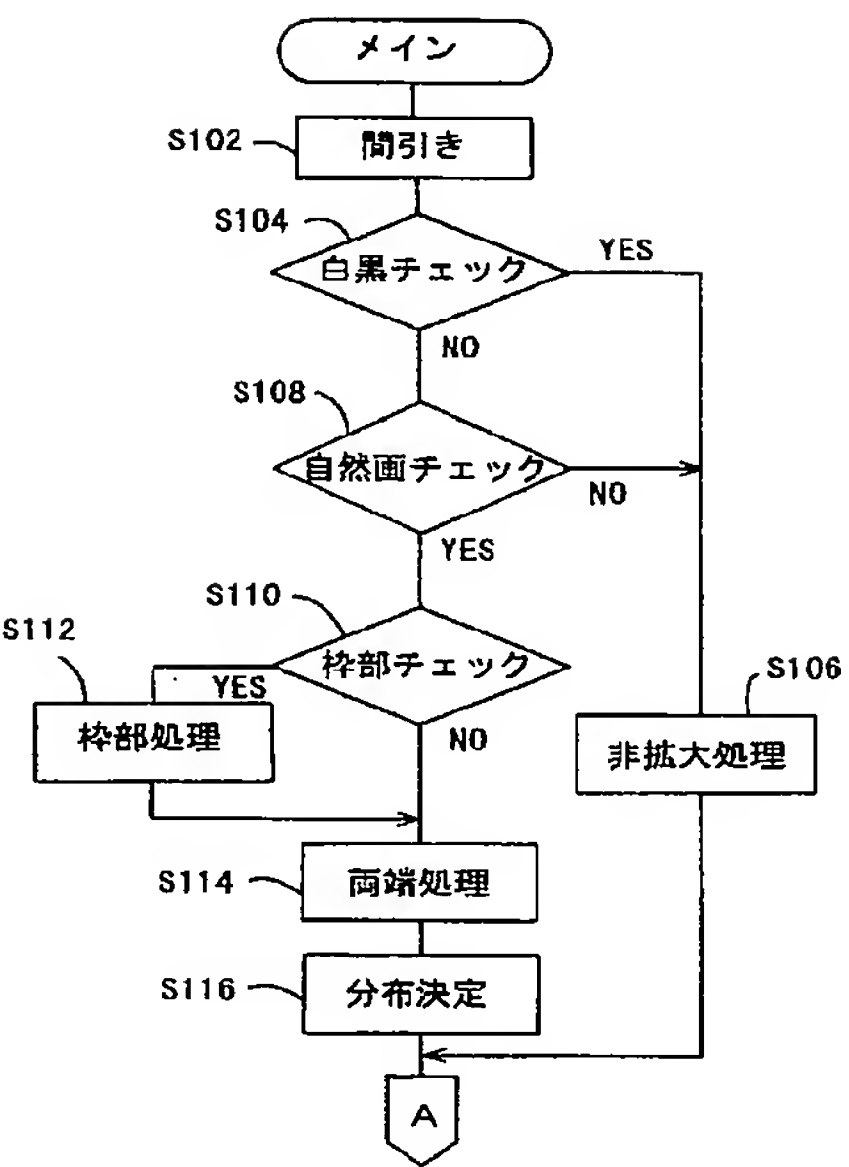 メイン
S102
間引き
S104
白黒チェック
YES
NO
S108
自然画チェック
NO
YES
S110
枠部チェック
S112
YES
NO
S106
枠部処理
非拡大処理
S114
両端処理
S116
分布決定
A